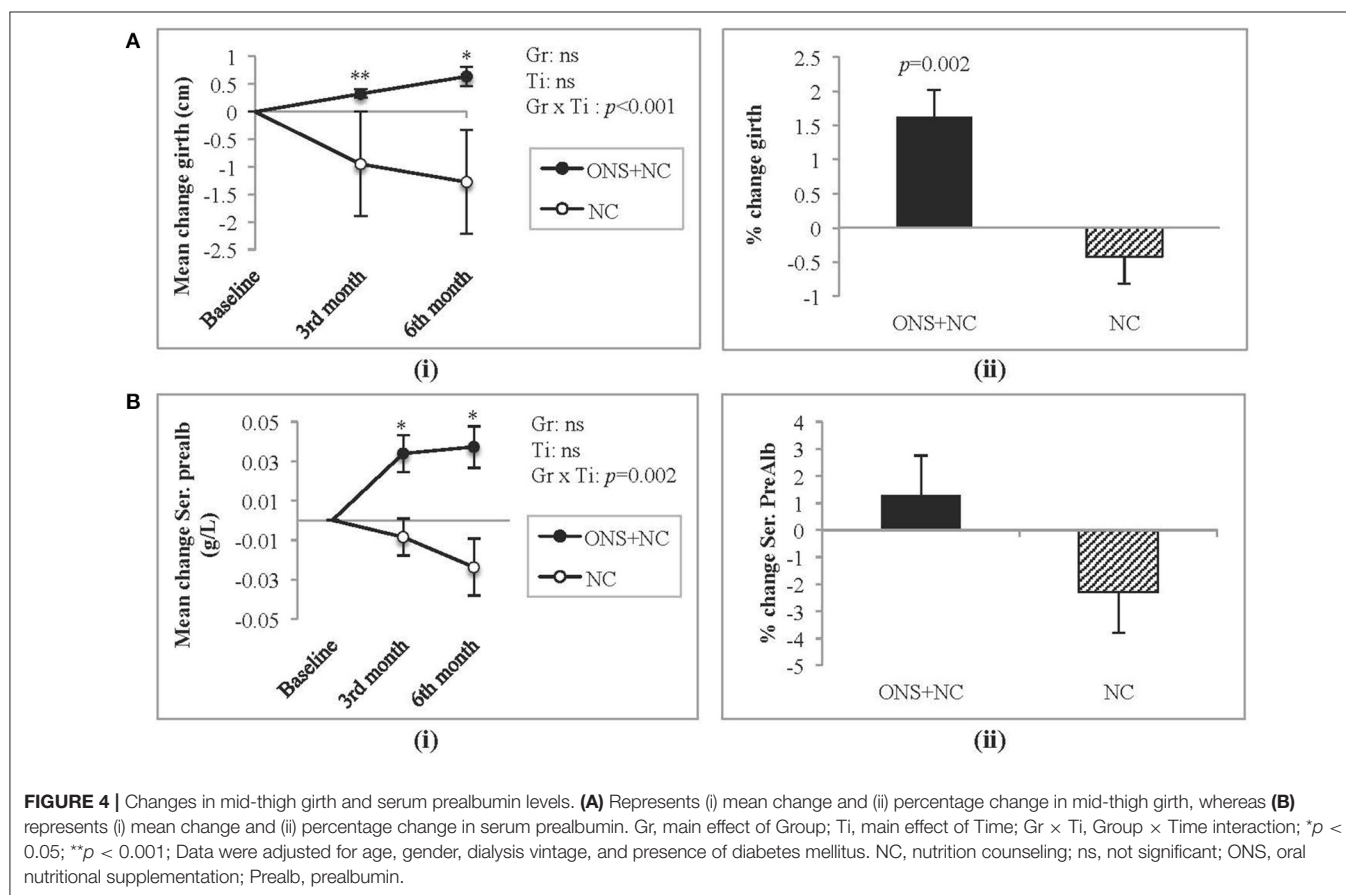 A
Mean change girth (cm)
1
0.5
0
-0.5
-1
-1.5
-2
-2.5
**
*
Gr: ns
Ti: ns
Gr x Ti : p<0.001
ONS+NC
NC
Baseline
3rd month
6th month
(i)
% change girth
2.5
2
1.5
1
0.5
0
-0.5
-1
p=0.002
ONS+NC
NC
(ii)
B
Mean change Ser. prealb
(g/L)
0.05
0.03
0.01
-0.01
-0.03
-0.05
*
*
Gr: ns
Ti: ns
Gr x Ti: p=0.002
ONS+NC
NC
Baseline
3rd month
6th month
(i)
% change Ser. PreAlb
4
3
2
1
0
-1
-2
-3
-4
-5
ONS+NC
NC
(ii)
FIGURE 4 | Changes in mid-thigh girth and serum prealbumin levels. (A) Represents (i) mean change and (ii) percentage change in mid-thigh girth, whereas (B)
represents (i) mean change and (ii) percentage change in serum prealbumin. Gr, main effect of Group; Ti, main effect of Time; Gr × Ti, Group × Time interaction; *p <
0.05; **p < 0.001; Data were adjusted for age, gender, dialysis vintage, and presence of diabetes mellitus. NC, nutrition counseling; ns, not significant; ONS, oral
nutritional supplementation; Prealb, prealbumin.